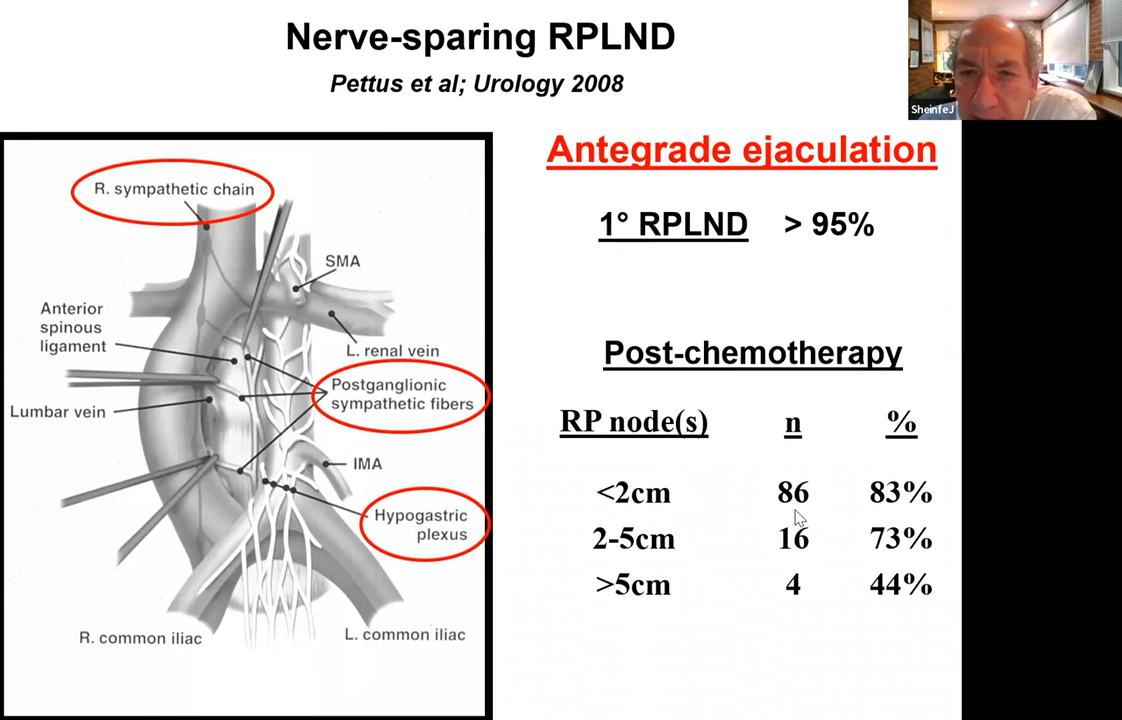 Nerve-sparing RPLND
Pettus et al; Urology 2008
SheinfeJ
R. sympathetic chain
SMA
Anterior
spinous
ligament
L. renal vein
Postganglionic
sympathetic fibers
Lumbar vein
IMA
Hypogastric
plexus
R. common iliac
L. common iliac
Antegrade ejaculation
1° RPLND > 95%
Post-chemotherapy
RP node(s) n %
<2cm 86 83%
2-5cm 16 73%
>5cm 4 44%